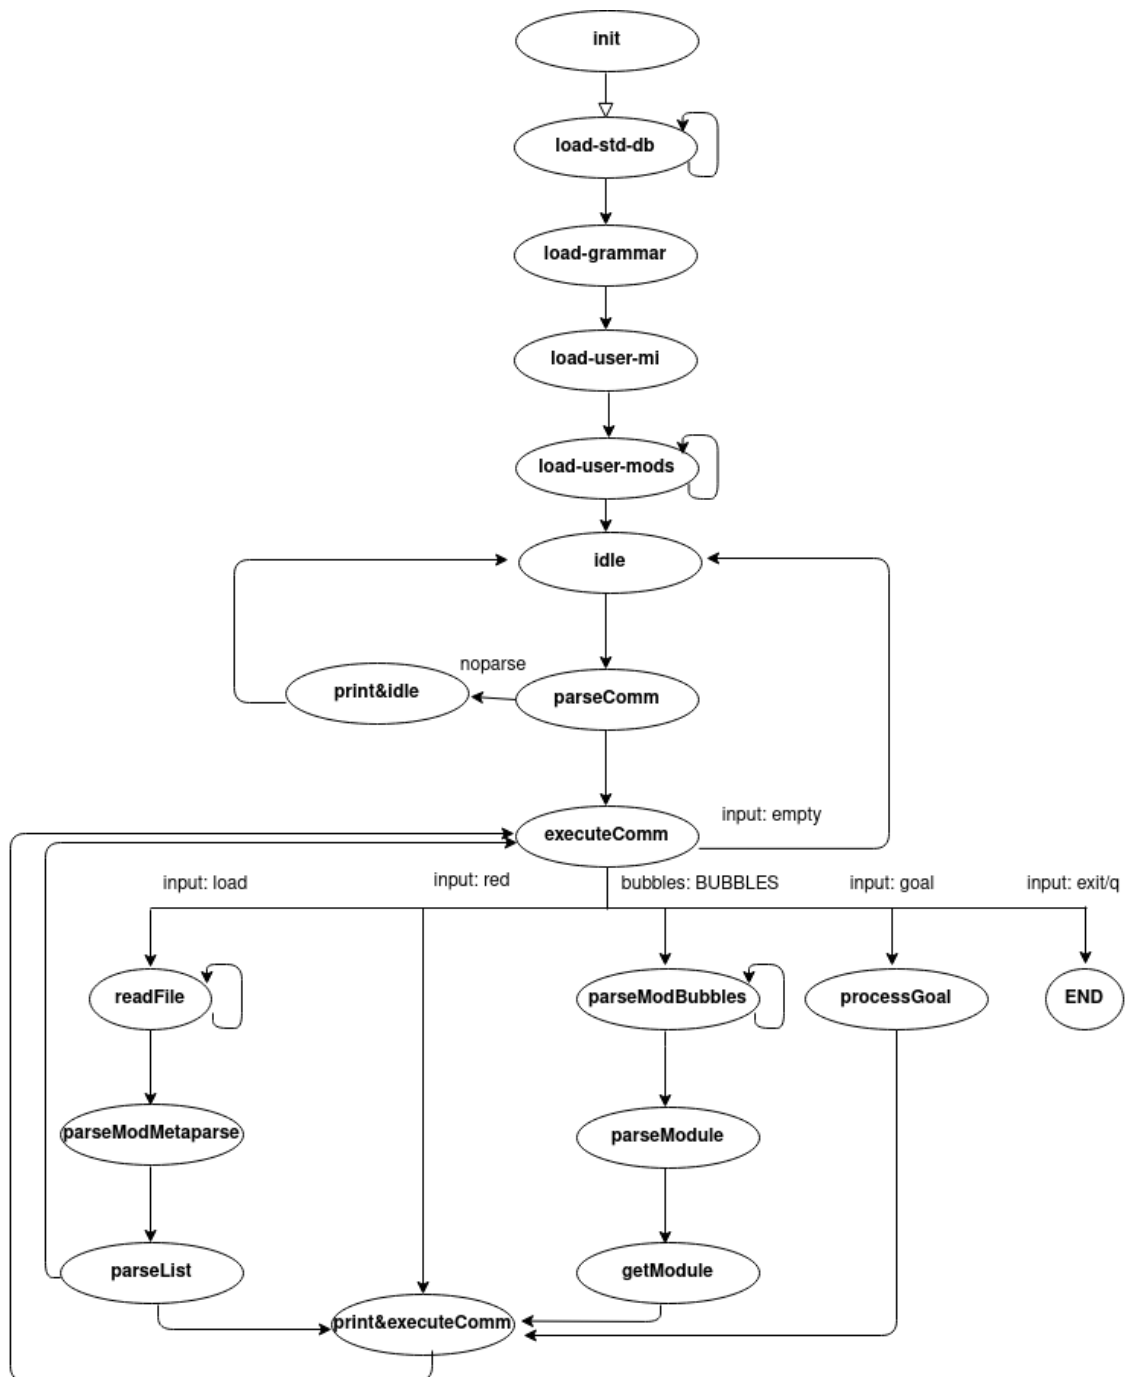 init
load-std-db
load-grammar
load-user-mi
load-user-mods
idle
noparse
print&idle
parseComm
input: empty
executeComm
input: load
input: red
bubbles: BUBBLES
input: goal
input: exit/q
readFile
parseModBubbles
processGoal
END
parseModMetaparse
parseModule
parseList
getModule
print&executeComm